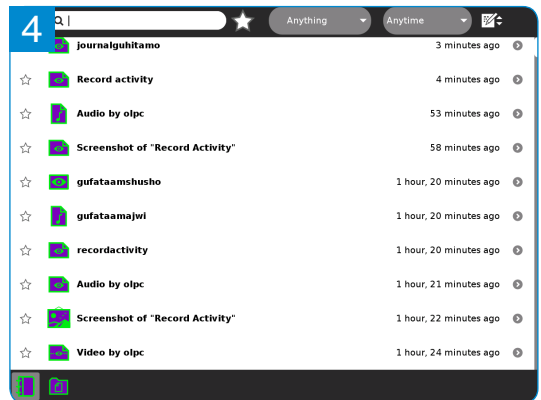 4
Anything Anytime
journalguhitamo 3 minutes ago
Record activity 4 minutes ago
Audio by olpc 53 minutes ago
Screenshot of "Record Activity" 58 minutes ago
gufataamshusho 1 hour, 20 minutes ago
gufataamajwi 1 hour, 20 minutes ago
recordactivity 1 hour, 20 minutes ago
Audio by olpc 1 hour, 21 minutes ago
Screenshot of "Record Activity" 1 hour, 22 minutes ago
Video by olpc 1 hour, 24 minutes ago